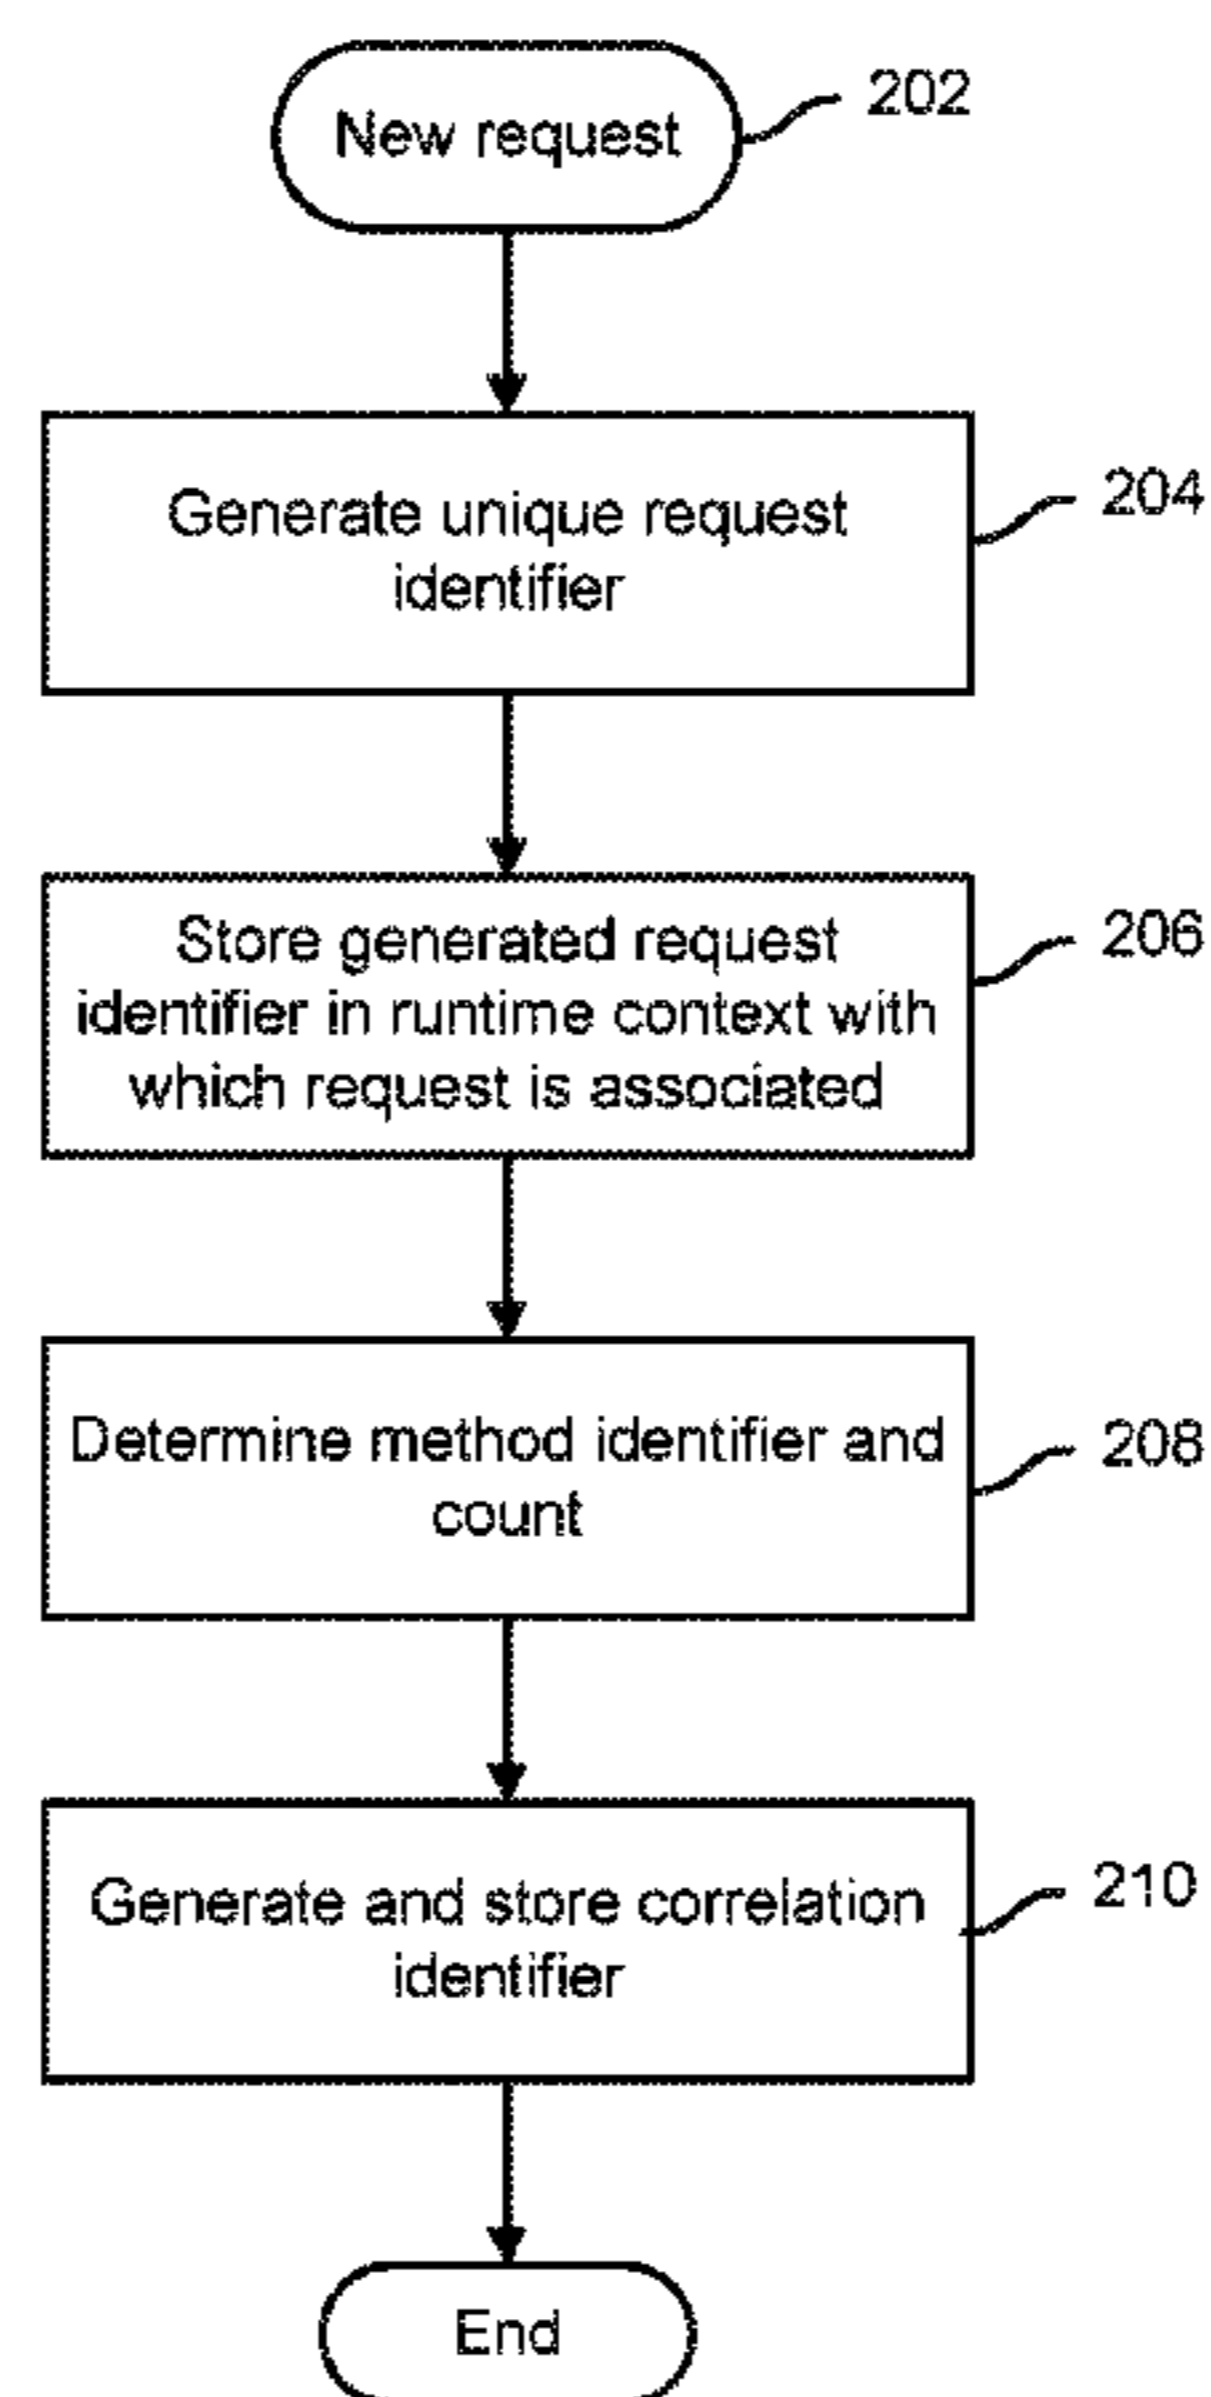 New request
202
Generate unique request
identifier
204
Store generated request
identifier in runtime context with
which request is associated
206
Determine method identifier and
count
208
Generate and store correlation
identifier
210
End